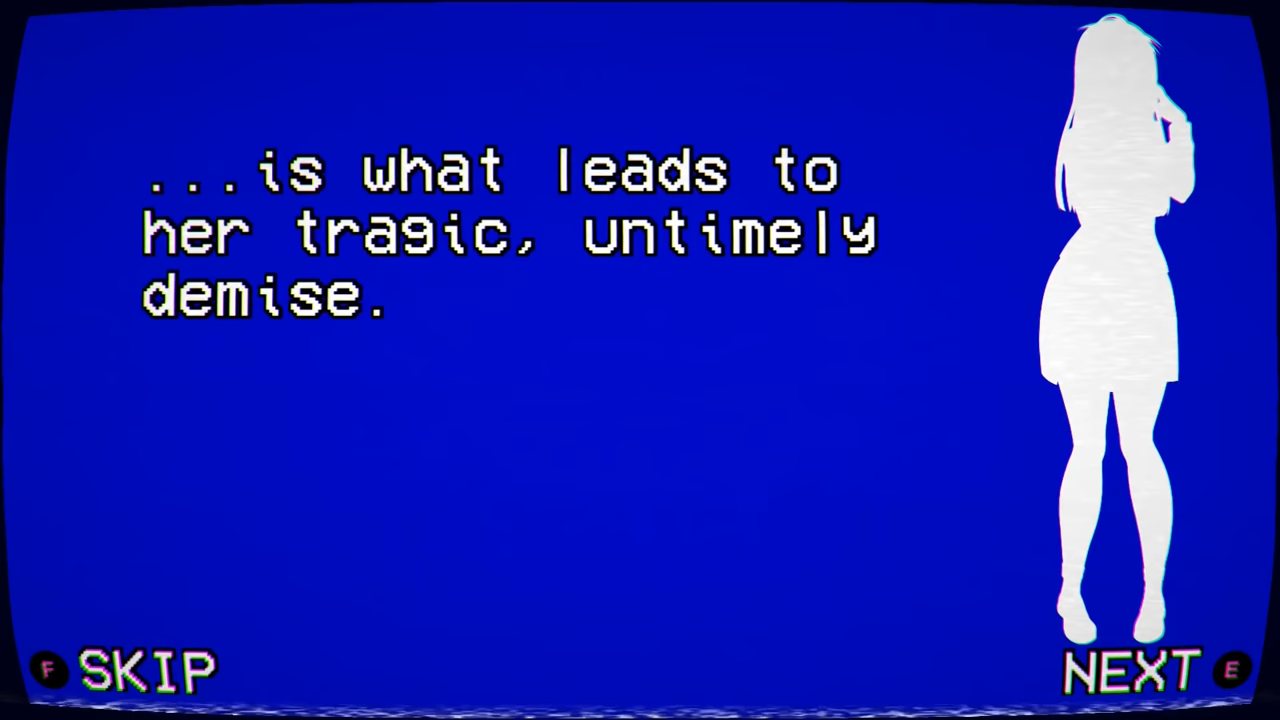 ...is what leads to
her tragic, untimely
demise.
F SKIP
NEXT E